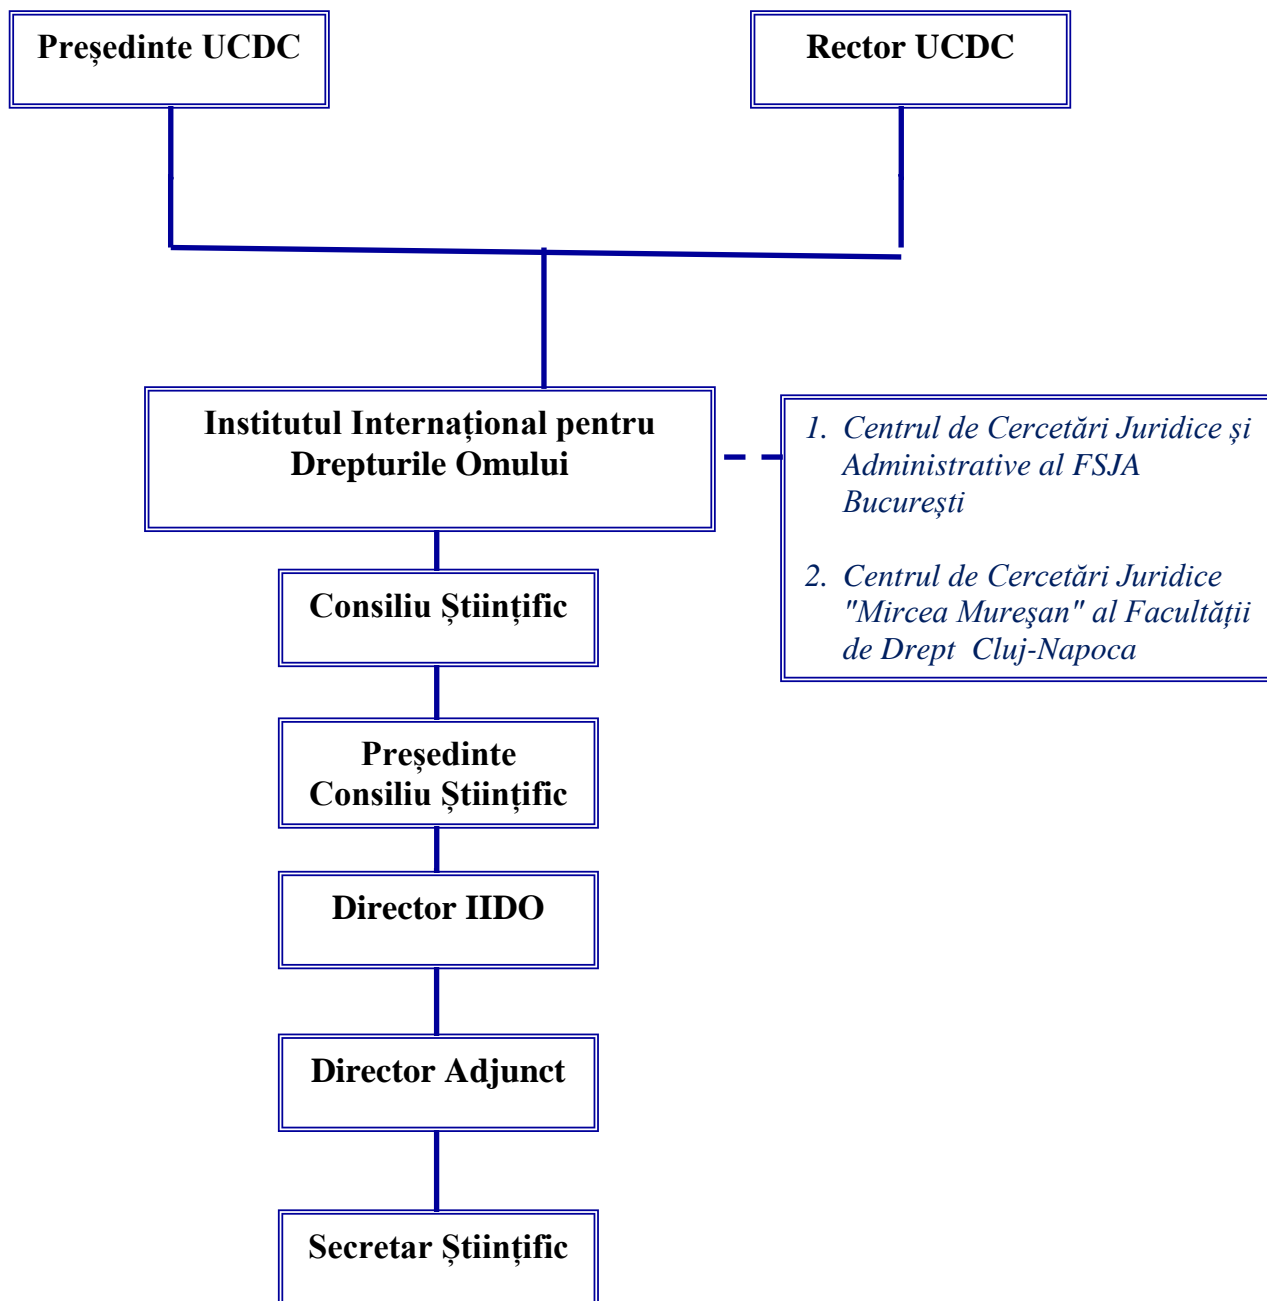 Președinte UCDC
Rector UCDC
Institutul Internațional pentru
Drepturile Omului
1. Centrul de Cercetări Juridice și
Administrative al FSJA
București
2. Centrul de Cercetări Juridice
"Mircea Mureşan" al Facultății
de Drept  Cluj-Napoca
Consiliu Științific
Președinte
Consiliu Științific
Director IIDO
Director Adjunct
Secretar Științific